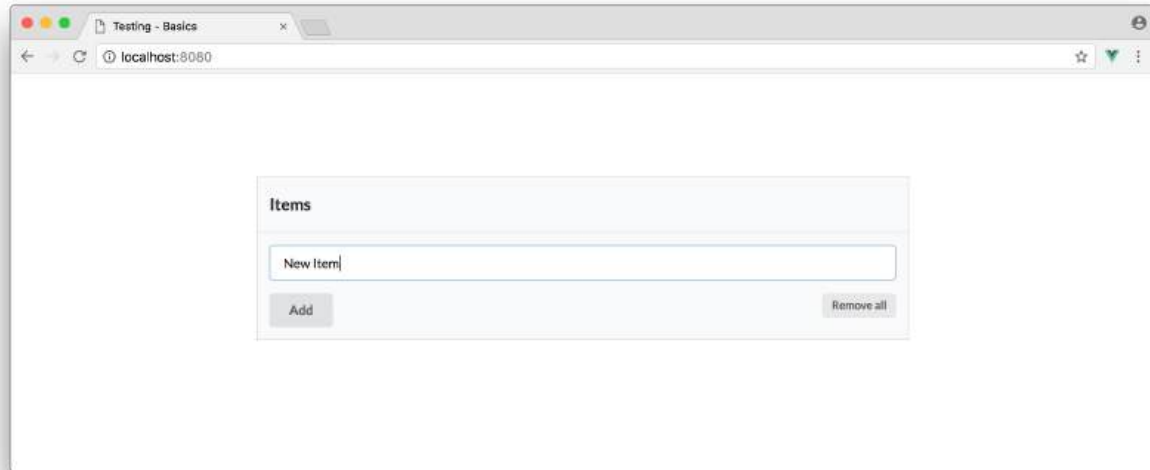 Testing - Basics
localhost:8080
Items
New Item
Add
Remove all